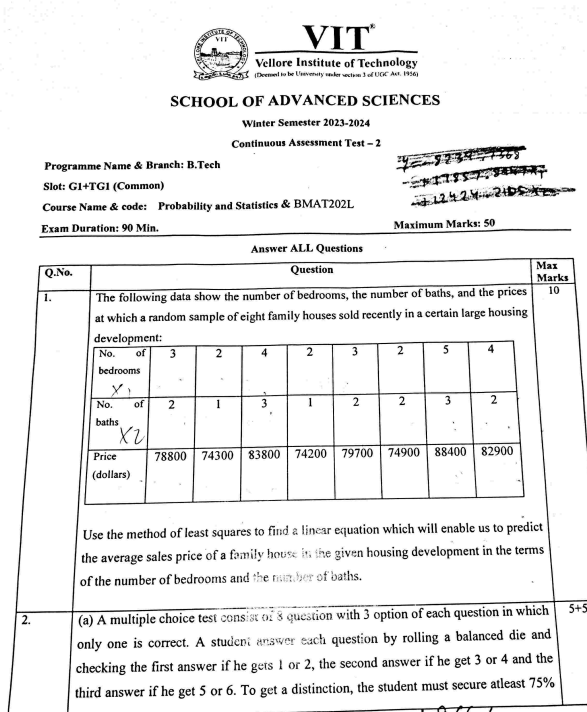 VIT
VIT®
Vellore Institute of Technology
(Deemed to be University under section 3 of UGC Act, 1956)
SCHOOL OF ADVANCED SCIENCES
Winter Semester 2023-2024
Continuous Assessment Test – 2
Programme Name & Branch: B.Tech
Slot: G1+TG1 (Common)
Course Name & code: Probability and Statistics & BMAT202L
Exam Duration: 90 Min. Maximum Marks: 50
Answer ALL Questions
Q.No. Question Max Marks
1. The following data show the number of bedrooms, the number of baths, and the prices 10
at which a random sample of eight family houses sold recently in a certain large housing
development:
No. of bedrooms X1 3 2 4 2 3 2 5 4
No. of baths X2 2 1 3 1 2 2 3 2
Price (dollars) 78800 74300 83800 74200 79700 74900 88400 82900
Use the method of least squares to find a linear equation which will enable us to predict
the average sales price of a family house in the given housing development in the terms
of the number of bedrooms and the number of baths.
2. (a) A multiple choice test consist of 8 question with 3 option of each question in which 5+5
only one is correct. A student answer each question by rolling a balanced die and
checking the first answer if he gets 1 or 2, the second answer if he get 3 or 4 and the
third answer if he get 5 or 6. To get a distinction, the student must secure atleast 75%